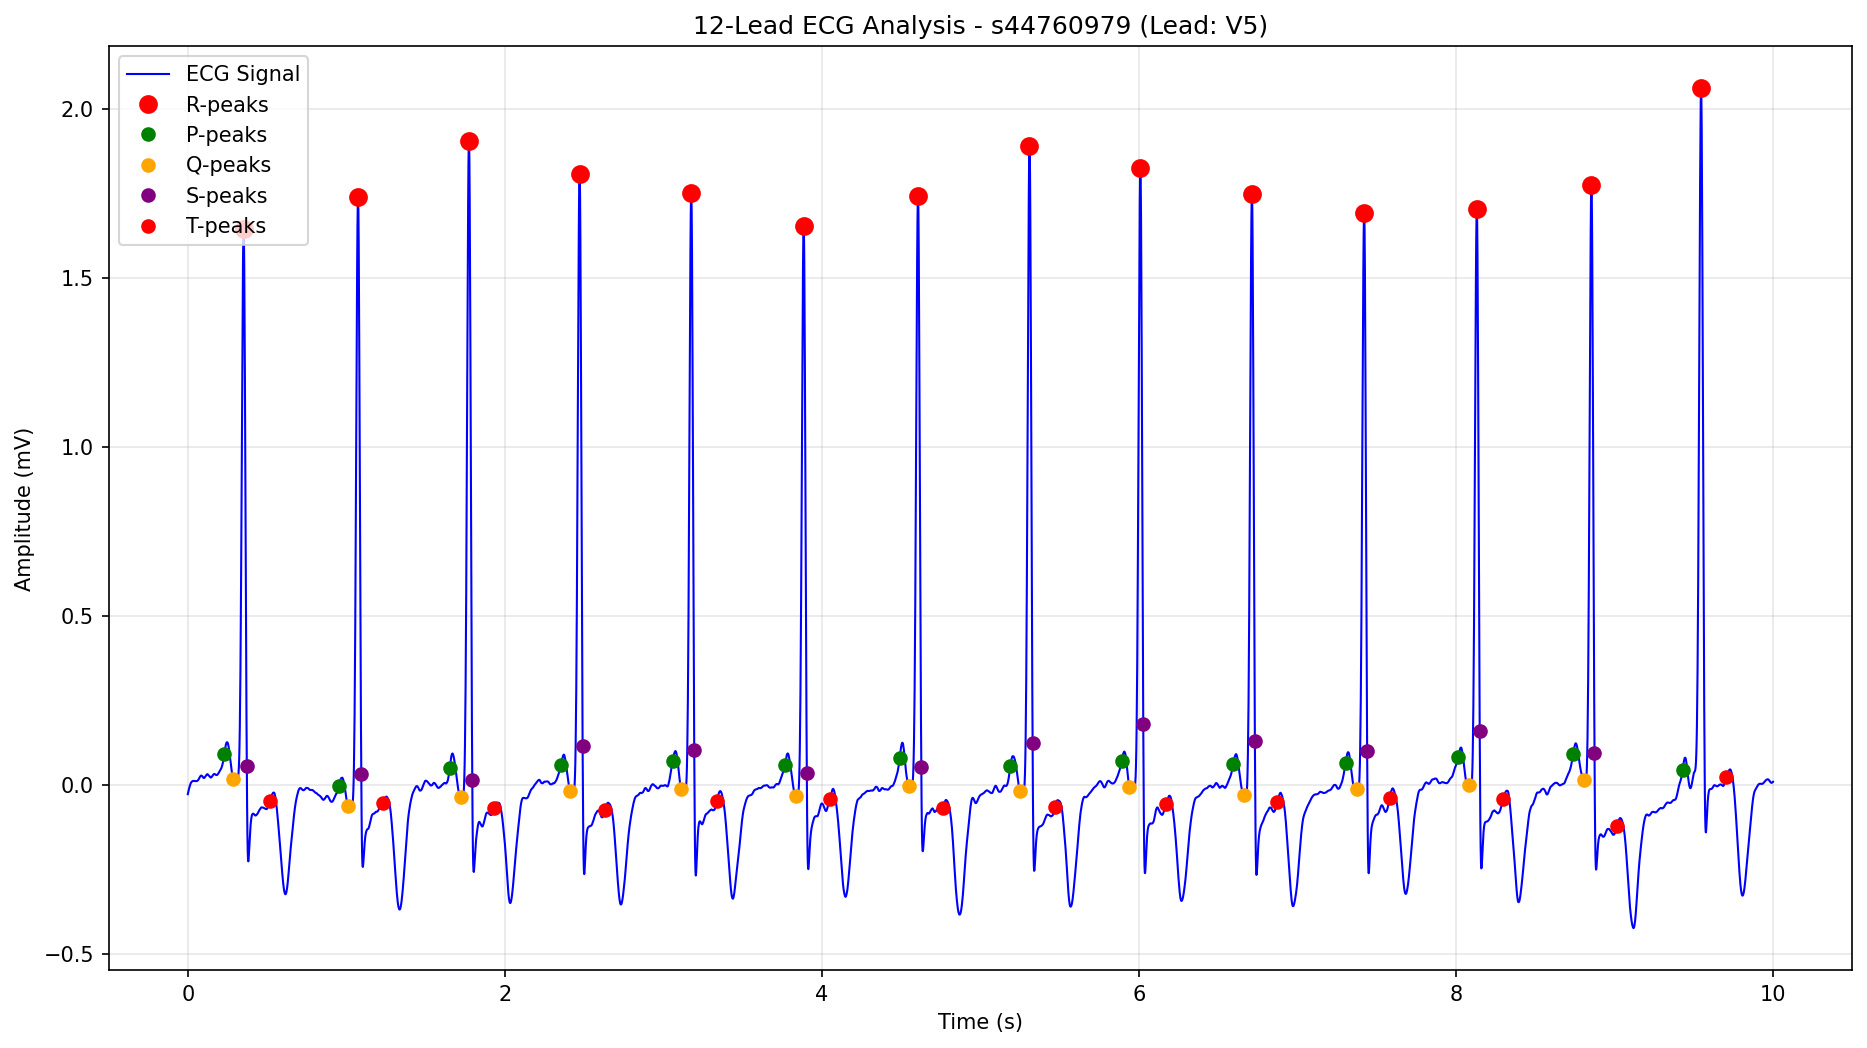 12-Lead ECG Analysis - s44760979 (Lead: V5)
ECG Signal
R-peaks
P-peaks
Q-peaks
S-peaks
T-peaks
Amplitude (mV)
2.0
1.5
1.0
0.5
0.0
−0.5
0 2 4 6 8 10
Time (s)